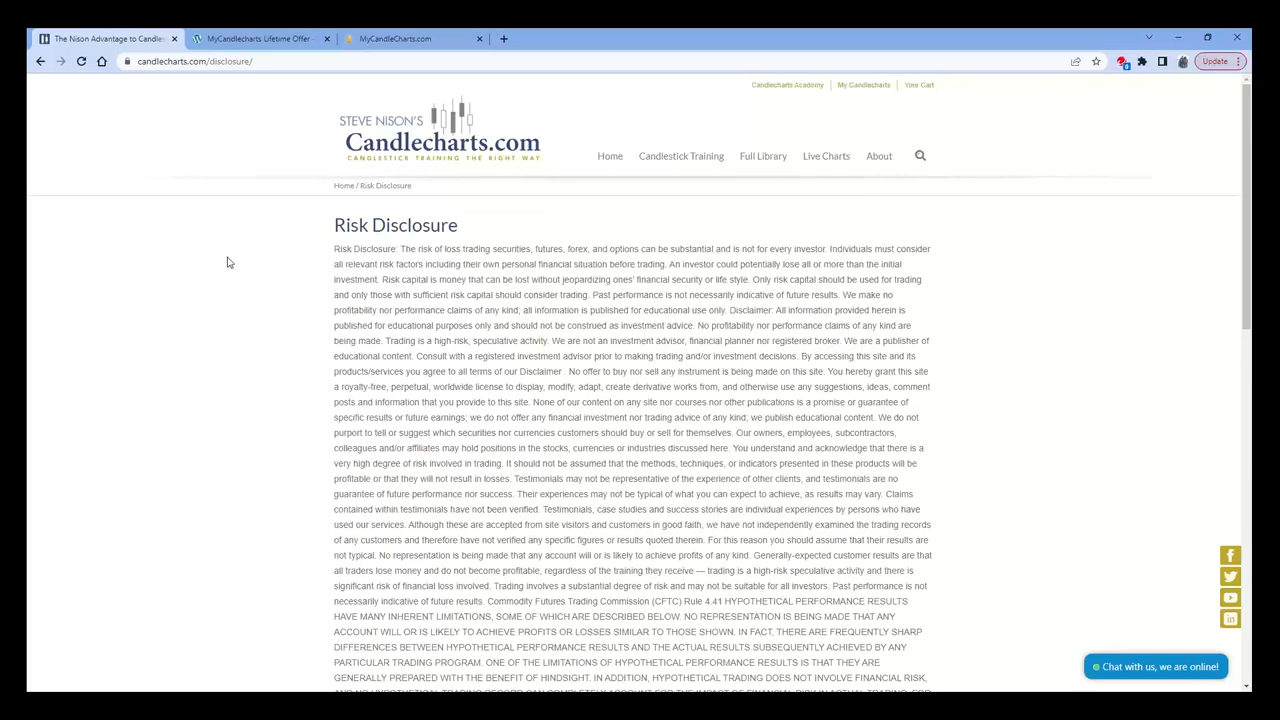 The Nison Advantage to Candles
MyCandlecharts Lifetime Offer -
MyCandleCharts.com
candlecharts.com/disclosure/
Update
Candlecharts Academy
My Candlecharts
Your Cart
STEVE NISON'S
Candlecharts.com
CANDLESTICK TRAINING THE RIGHT WAY
Home
Candlestick Training
Full Library
Live Charts
About
Home / Risk Disclosure
Risk Disclosure
Risk Disclosure: The risk of loss trading securities, futures, forex, and options can be substantial and is not for every investor. Individuals must consider
all relevant risk factors including their own personal financial situation before trading. An investor could potentially lose all or more than the initial
investment. Risk capital is money that can be lost without jeopardizing ones' financial security or life style. Only risk capital should be used for trading
and only those with sufficient risk capital should consider trading. Past performance is not necessarily indicative of future results. We make no
profitability nor performance claims of any kind; all information is published for educational use only. Disclaimer: All information provided herein is
published for educational purposes only and should not be construed as investment advice. No profitability nor performance claims of any kind are
being made. Trading is a high-risk, speculative activity. We are not an investment advisor, financial planner nor registered broker. We are a publisher of
educational content. Consult with a registered investment advisor prior to making trading and/or investment decisions. By accessing this site and its
products/services you agree to all terms of our Disclaimer . No offer to buy nor sell any instrument is being made on this site. You hereby grant this site
a royalty-free, perpetual, worldwide license to display, modify, adapt, create derivative works from, and otherwise use any suggestions, ideas, comment
posts and information that you provide to this site. None of our content on any site nor courses nor other publications is a promise or guarantee of
specific results or future earnings; we do not offer any financial investment nor trading advice of any kind; we publish educational content. We do not
purport to tell or suggest which securities nor currencies customers should buy or sell for themselves. Our owners, employees, subcontractors,
colleagues and/or affiliates may hold positions in the stocks, currencies or industries discussed here. You understand and acknowledge that there is a
very high degree of risk involved in trading. It should not be assumed that the methods, techniques, or indicators presented in these products will be
profitable or that they will not result in losses. Testimonials may not be representative of the experience of other clients, and testimonials are no
guarantee of future performance nor success. Their experiences may not be typical of what you can expect to achieve, as results may vary. Claims
contained within testimonials have not been verified. Testimonials, case studies and success stories are individual experiences by persons who have
used our services. Although these are accepted from site visitors and customers in good faith, we have not independently examined the trading records
of any customers and therefore have not verified any specific figures or results quoted therein. For this reason you should assume that their results are
not typical. No representation is being made that any account will or is likely to achieve profits of any kind. Generally-expected customer results are that
all traders lose money and do not become profitable, regardless of the training they receive — trading is a high-risk speculative activity and there is
significant risk of financial loss involved. Trading involves a substantial degree of risk and may not be suitable for all investors. Past performance is not
necessarily indicative of future results. Commodity Futures Trading Commission (CFTC) Rule 4.41 HYPOTHETICAL PERFORMANCE RESULTS
HAVE MANY INHERENT LIMITATIONS, SOME OF WHICH ARE DESCRIBED BELOW. NO REPRESENTATION IS BEING MADE THAT ANY
ACCOUNT WILL OR IS LIKELY TO ACHIEVE PROFITS OR LOSSES SIMILAR TO THOSE SHOWN. IN FACT, THERE ARE FREQUENTLY SHARP
DIFFERENCES BETWEEN HYPOTHETICAL PERFORMANCE RESULTS AND THE ACTUAL RESULTS SUBSEQUENTLY ACHIEVED BY ANY
PARTICULAR TRADING PROGRAM. ONE OF THE LIMITATIONS OF HYPOTHETICAL PERFORMANCE RESULTS IS THAT THEY ARE
GENERALLY PREPARED WITH THE BENEFIT OF HINDSIGHT. IN ADDITION, HYPOTHETICAL TRADING DOES NOT INVOLVE FINANCIAL RISK,
Chat with us, we are online!